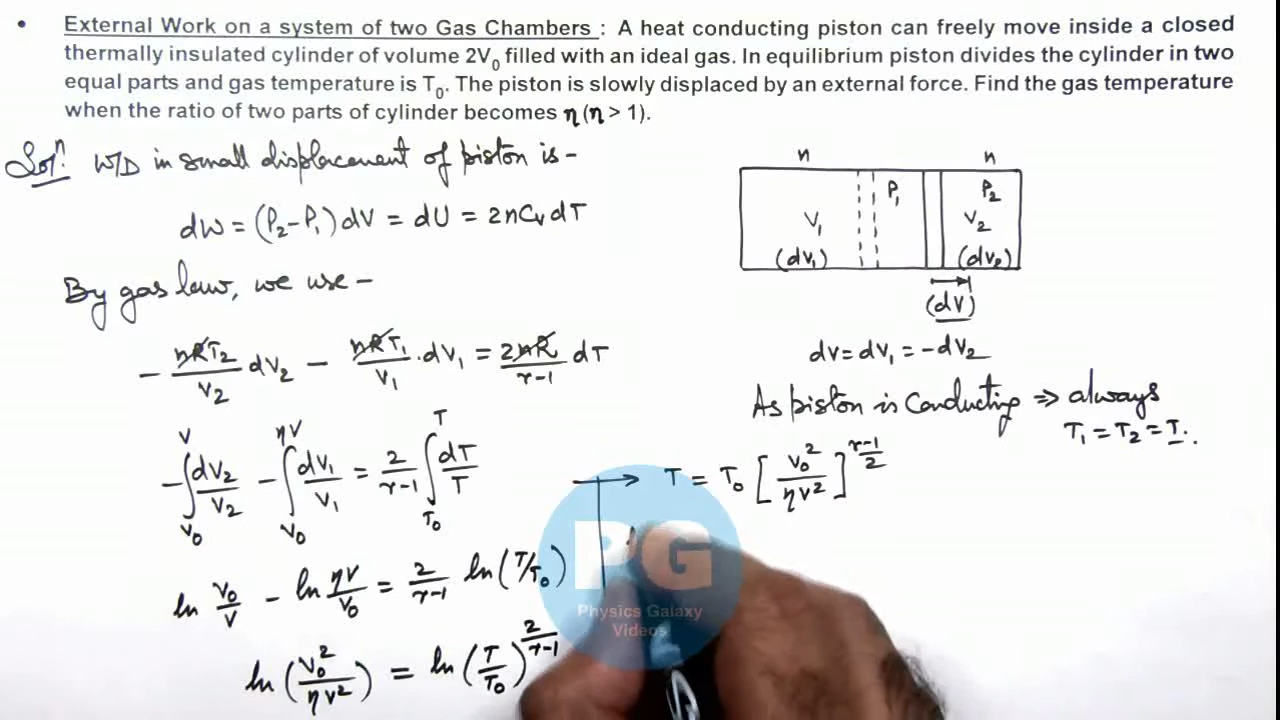 • External Work on a system of two Gas Chambers : A heat conducting piston can freely move inside a closed
thermally insulated cylinder of volume 2V₀ filled with an ideal gas. In equilibrium piston divides the cylinder in two
equal parts and gas temperature is T₀. The piston is slowly displaced by an external force. Find the gas temperature
when the ratio of two parts of cylinder becomes η (η > 1).
Solⁿ. W/D in small displacement of piston is –
dW = (P₂–P₁) dV = dU = 2nCᵥdT
By gas law, we use –
– nRT₂/V₂ dV₂ – nRT₁/V₁ . dV₁ = 2nR/γ–1 dT
– ∫_V₀^V dV₂/V₂ – ∫_V₀^ηV dV₁/V₁ = 2/γ–1 ∫_T₀^T dT/T
ln V₀/V – ln ηV/V₀ = 2/γ–1 ln (T/T₀)
ln (V₀²/ηV²) = ln (T/T₀)^2/γ–1
n n
P₁ P₂
V₁ V₂
(dV₁) (dV₂)
(dV)
dV = dV₁ = –dV₂
As piston is Conducting ⇒ always
T₁ = T₂ = T.
→ T = T₀ [V₀²/ηV²]^γ–1/2
PG
Physics Galaxy
Videos